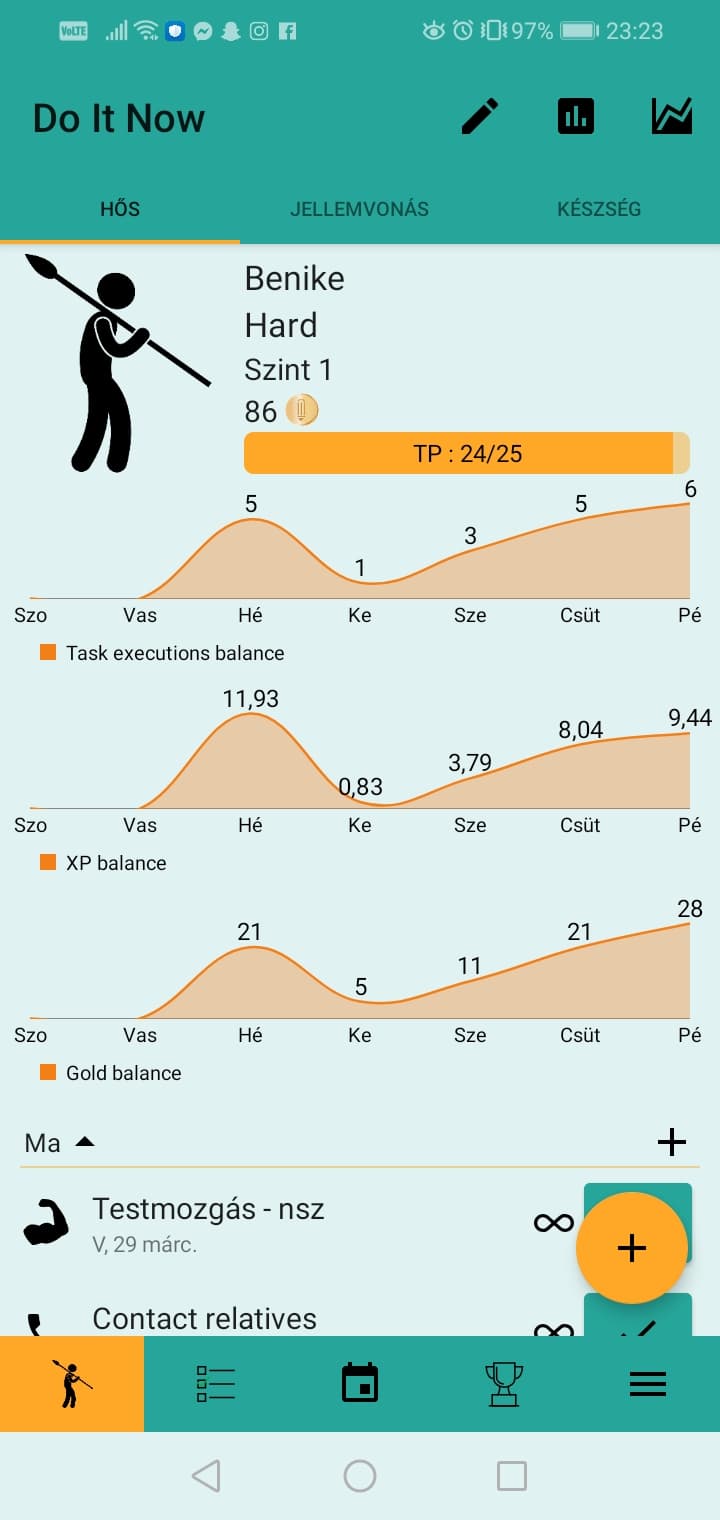 VoLTE 97% 23:23
Do It Now
HŐS JELLEMVONÁS KÉSZSÉG
Benike
Hard
Szint 1
86
TP : 24/25
5 1 3 5 6
Szo Vas Hé Ke Sze Csüt Pé
Task executions balance
11,93 0,83 3,79 8,04 9,44
Szo Vas Hé Ke Sze Csüt Pé
XP balance
21 5 11 21 28
Szo Vas Hé Ke Sze Csüt Pé
Gold balance
Ma
Testmozgás - nsz
V, 29 márc.
Contact relatives